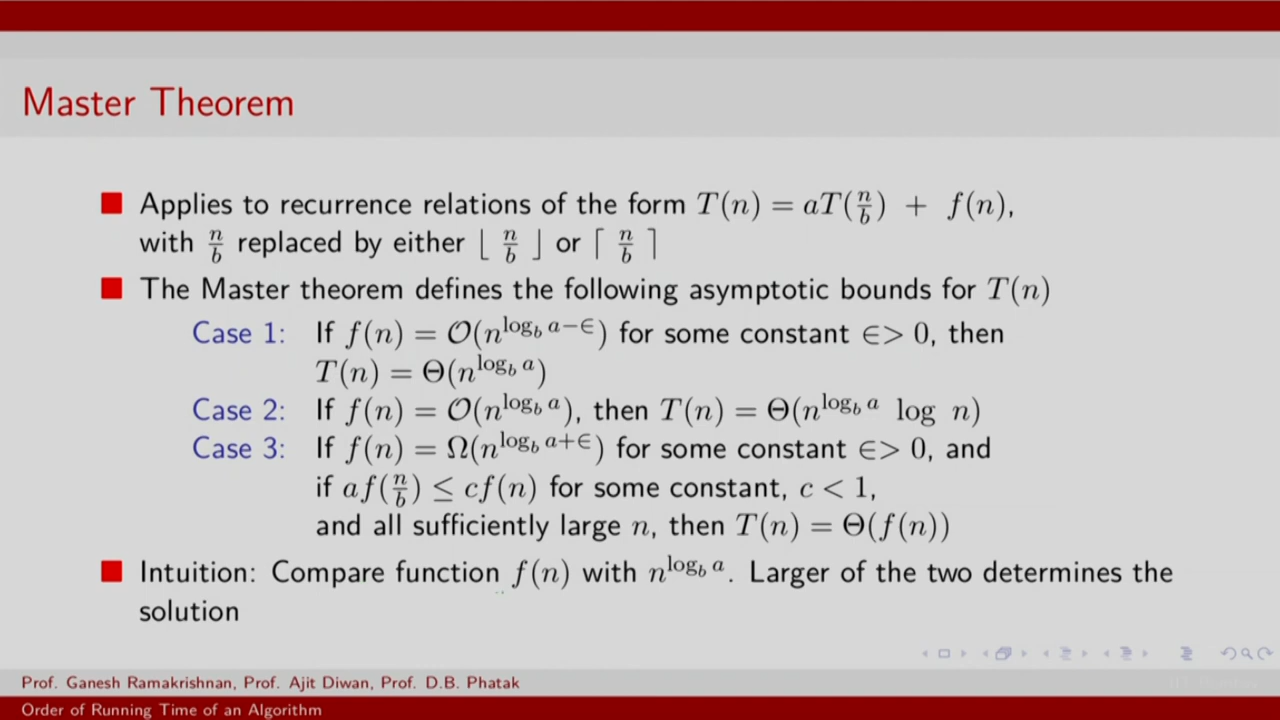 Master Theorem
Applies to recurrence relations of the form T(n) = aT(n/b) + f(n),
with n/b replaced by either ⌊ n/b ⌋ or ⌈ n/b ⌉
The Master theorem defines the following asymptotic bounds for T(n)
Case 1: If f(n) = O(n^{log_b a−∈}) for some constant ∈> 0, then
T(n) = Θ(n^{log_b a})
Case 2: If f(n) = O(n^{log_b a}), then T(n) = Θ(n^{log_b a} log n)
Case 3: If f(n) = Ω(n^{log_b a+∈}) for some constant ∈> 0, and
if af(n/b) ≤ cf(n) for some constant, c < 1,
and all sufficiently large n, then T(n) = Θ(f(n))
Intuition: Compare function f(n) with n^{log_b a}. Larger of the two determines the
solution
Prof. Ganesh Ramakrishnan, Prof. Ajit Diwan, Prof. D.B. Phatak
Order of Running Time of an Algorithm